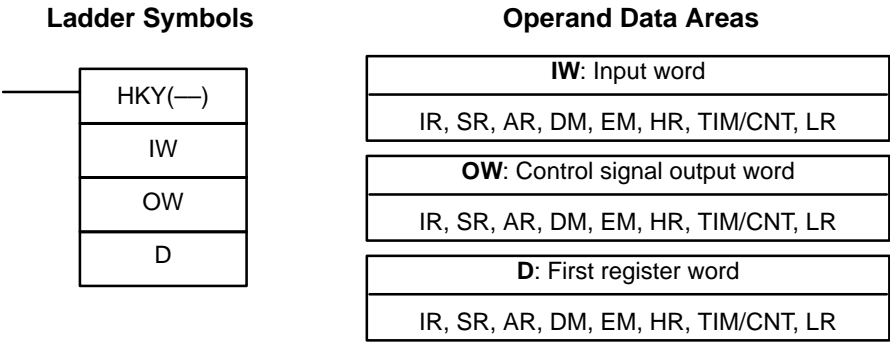 Ladder Symbols
HKY(––)
IW
OW
D
Operand Data Areas
IW: Input word
IR, SR, AR, DM, EM, HR, TIM/CNT, LR
OW: Control signal output word
IR, SR, AR, DM, EM, HR, TIM/CNT, LR
D: First register word
IR, SR, AR, DM, EM, HR, TIM/CNT, LR